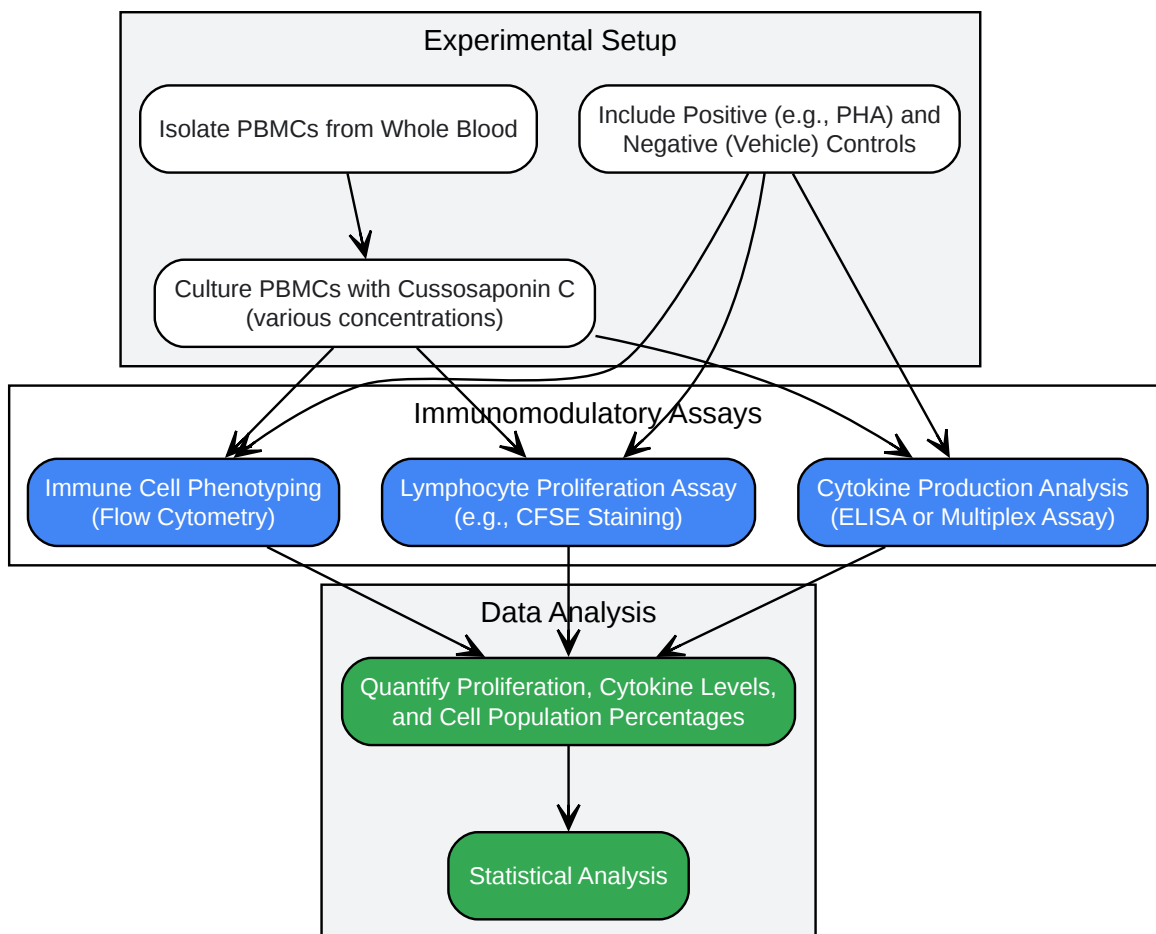 Experimental Setup
Isolate PBMCs from Whole Blood
Include Positive (e.g., PHA) and
Negative (Vehicle) Controls
Culture PBMCs with Cussosaponin C
(various concentrations)
Immunomodulatory Assays
Immune Cell Phenotyping
(Flow Cytometry)
Lymphocyte Proliferation Assay
(e.g., CFSE Staining)
Cytokine Production Analysis
(ELISA or Multiplex Assay)
Data Analysis
Quantify Proliferation, Cytokine Levels,
and Cell Population Percentages
Statistical Analysis